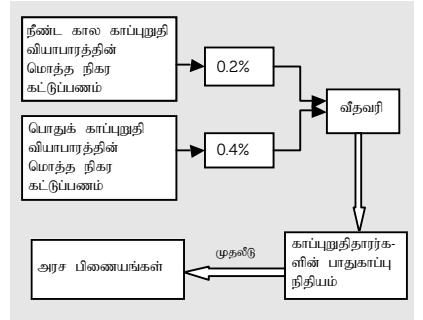 நீண்ட கால காப்புறுதி
வியாபாரத்தின்
மொத்த நிகர
கட்டுப்பணம்
0.2%
வீதவரி
பொதுக் காப்புறுதி
வியாபாரத்தின்
மொத்த நிகர
கட்டுப்பணம்
0.4%
காப்புறுதிதாரர்க-
ளின் பாதுகாப்பு
நிதியம்
முதலீடு
அரச பிணையங்கள்